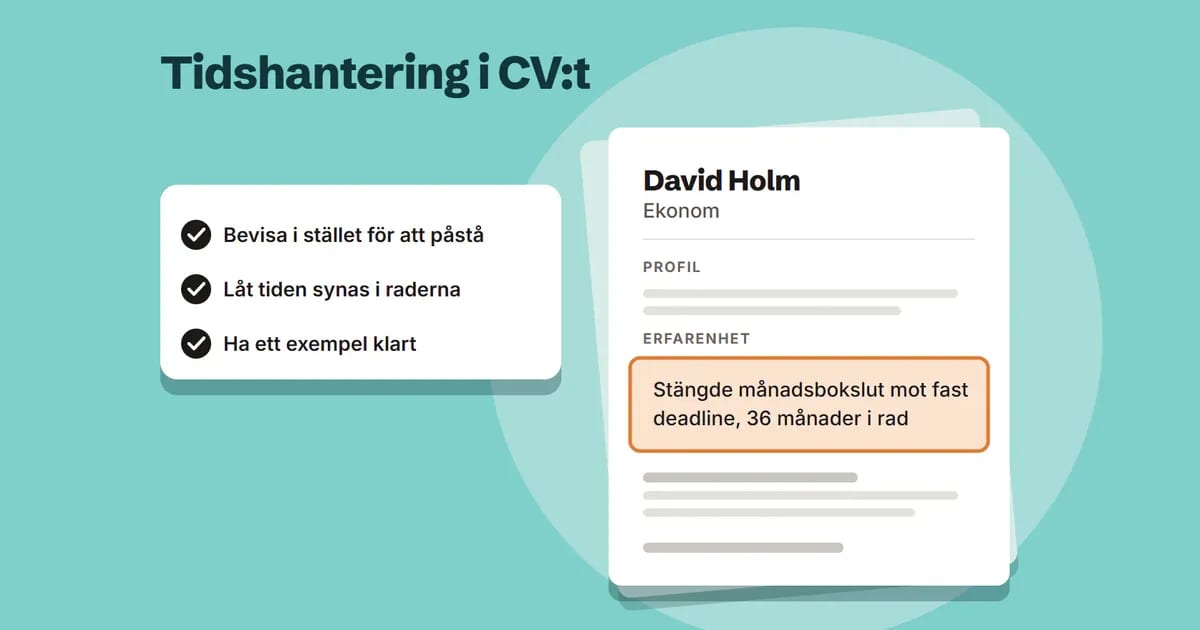 Tidshantering i CV:t
Bevisa i stället för att påstå
Låt tiden synas i raderna
Ha ett exempel klart
David Holm
Ekonom
PROFIL
ERFARENHET
Stängde månadsbokslut mot fast
deadline, 36 månader i rad